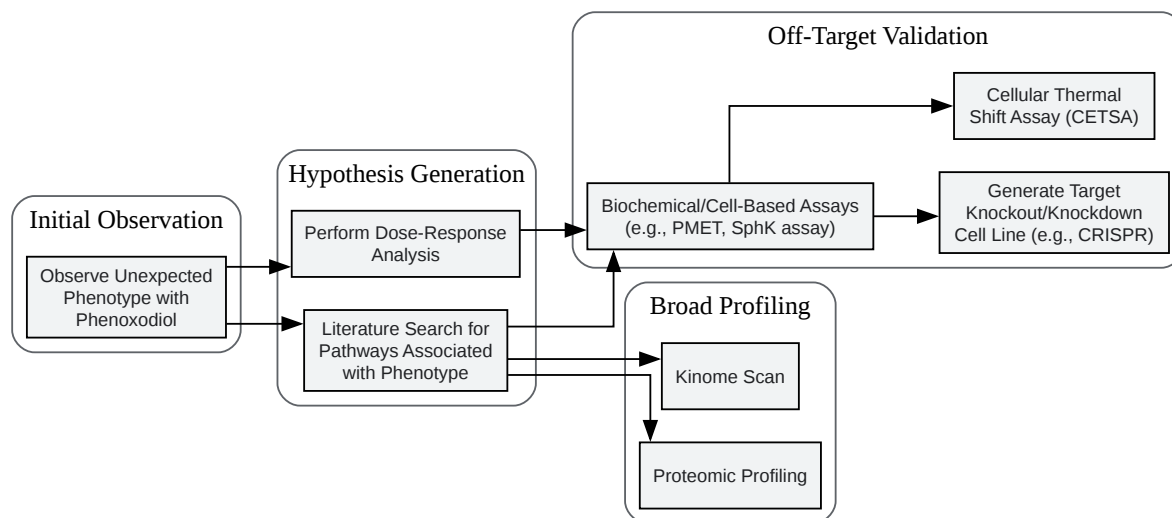 Initial Observation
Observe Unexpected
Phenotype with
Phenoxodiol
Hypothesis Generation
Perform Dose-Response
Analysis
Literature Search for
Pathways Associated
with Phenotype
Off-Target Validation
Biochemical/Cell-Based Assays
(e.g., PMET, SphK assay)
Cellular Thermal
Shift Assay (CETSA)
Generate Target
Knockout/Knockdown
Cell Line (e.g., CRISPR)
Broad Profiling
Kinome Scan
Proteomic Profiling